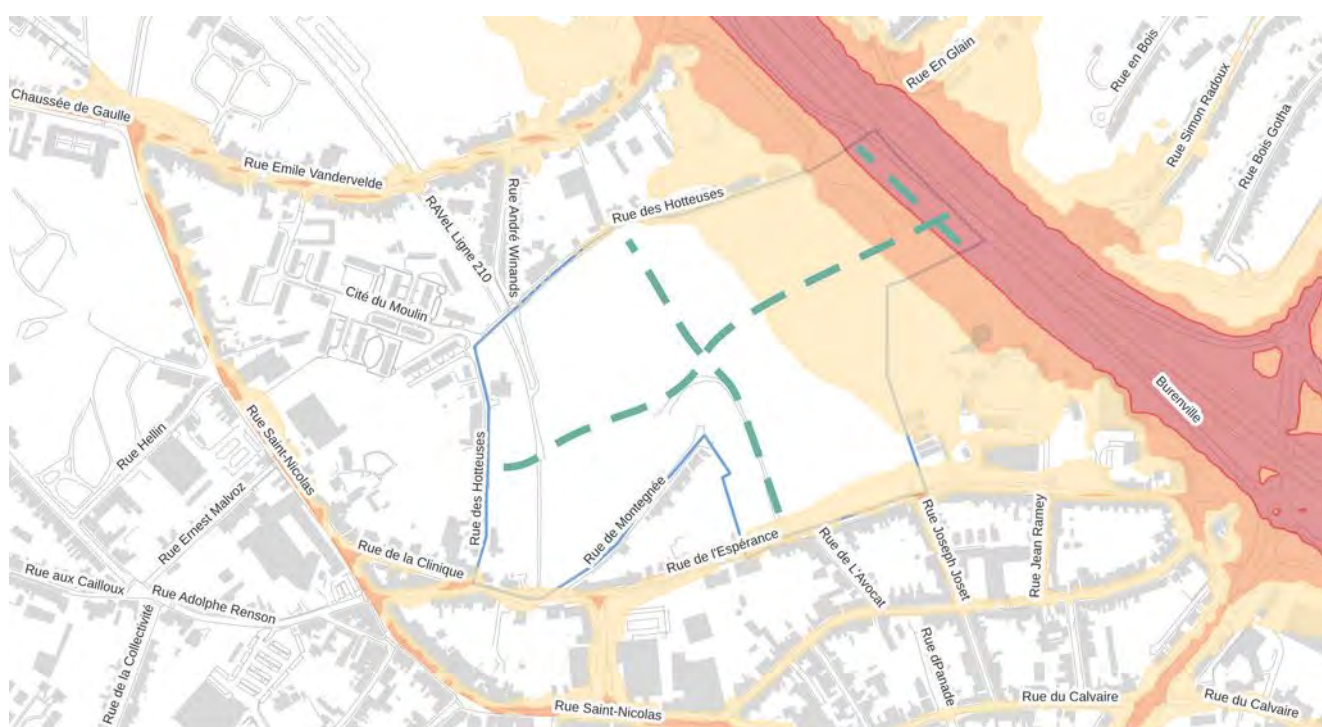 Rue En Glain
Rue en Bois
Rue Simon Radoux
Rue Bois Gotha
Chaussée de Gaulle
Rue Emile Vandervelde
RAVeL Ligne 210
Rue André Winands
Rue des Hotteuses
Cité du Moulin
Burenville
Rue Hellin
Rue Saint-Nicolas
Rue Ernest Malvoz
Rue des Hotteuses
Rue de Montegnée
Rue de la Clinique
Rue de l'Espérance
Rue de L'Avocat
Rue Joseph Joset
Rue Jean Ramey
Rue aux Cailloux
Rue Adolphe Renson
Rue de la Collectivité
Rue dPanade
Rue Saint-Nicolas
Rue du Calvaire
Rue du Calvaire